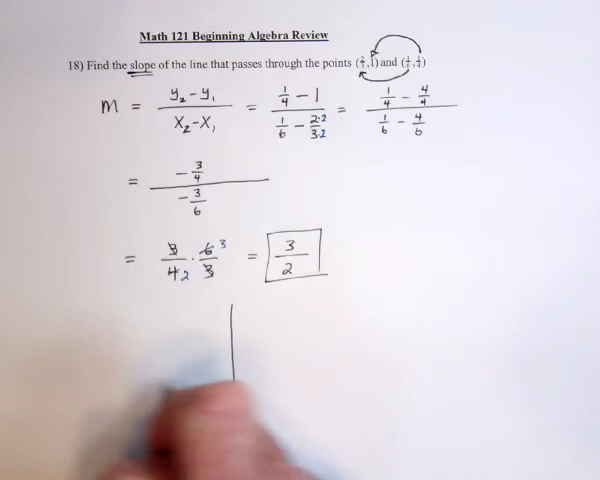 Math 121 Beginning Algebra Review
18) Find the slope of the line that passes through the points (2/3, 1) and (1/6, 1/4)
m = (y₂ - y₁)/(x₂ - x₁) = (1/4 - 1)/(1/6 - 2·2/3·2) = (1/4 - 4/4)/(1/6 - 4/6)
= (-3/4)/(-3/6)
= 3/4 2 · 6/3 3 = 3/2